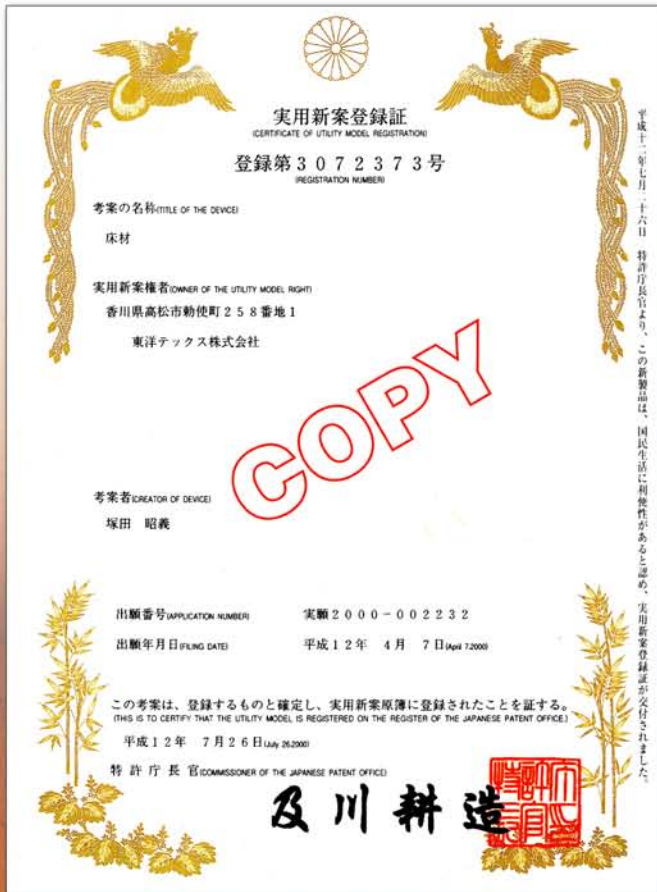 実用新案登録証
(CERTIFICATE OF UTILITY MODEL REGISTRATION)
登録第3072373号
(REGISTRATION NUMBER)
考案の名称(TITLE OF THE DEVICE)
床材
実用新案権者(OWNER OF THE UTILITY MODEL RIGHT)
香川県高松市勅使町258番地1
東洋テックス株式会社
COPY
考案者(CREATOR OF DEVICE)
塚田 昭義
出願番号(APPLICATION NUMBER) 実願2000-002232
出願年月日(FILING DATE) 平成12年 4月 7日(April 7,2000)
この考案は、登録するものと確定し、実用新案原簿に登録されたことを証する。
(THIS IS TO CERTIFY THAT THE UTILITY MODEL IS REGISTERED ON THE REGISTER OF THE JAPANESE PATENT OFFICE.)
平成12年 7月26日(July 26,2000)
特許庁長官(COMMISSIONER OF THE JAPANESE PATENT OFFICE)
及川耕造
平成十二年七月二十六日 特許庁長官より、この新製品は、国民生活に利便性があると認め、実用新案登録証が交付されました。